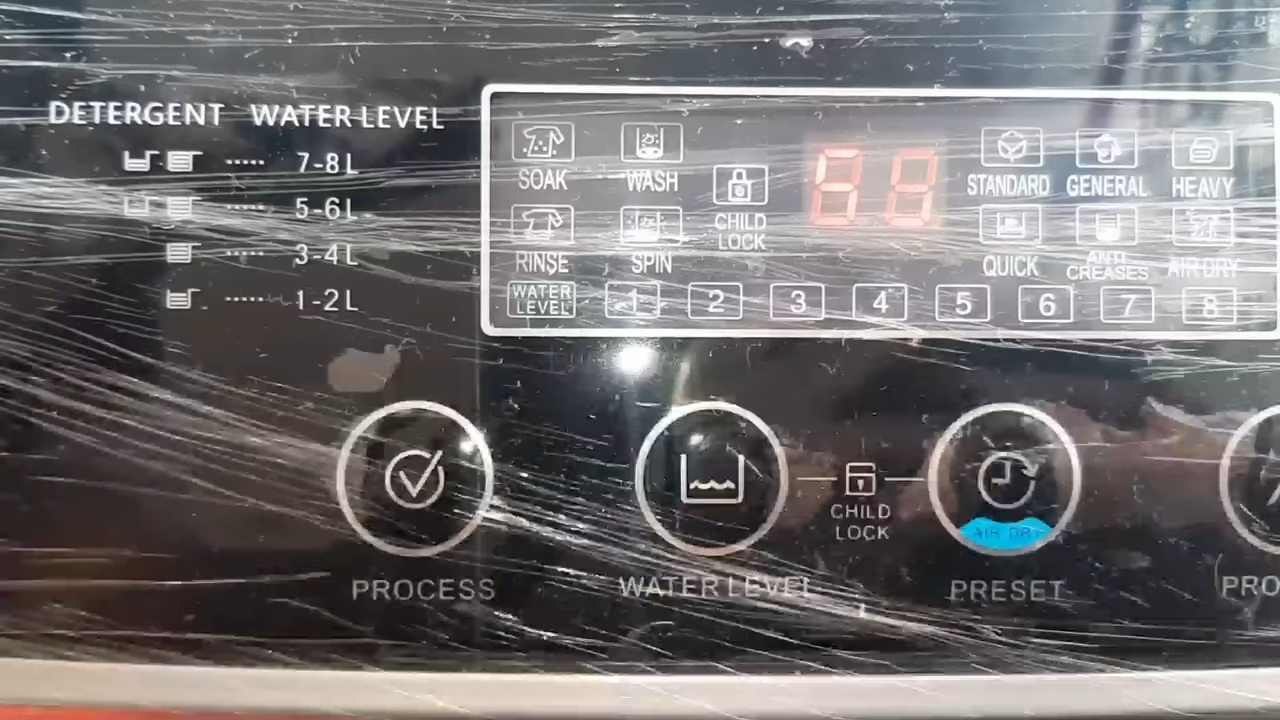 DETERGENT WATER LEVEL
7-8L
5-6L
3-4L
1-2L
SOAK WASH
RINSE SPIN
CHILD
LOCK
88
STANDARD GENERAL HEAVY
QUICK ANTI
CREASES AIR DRY
WATER
LEVEL 1 2 3 4 5 6 7 8
CHILD
LOCK
AIR DRY
PROCESS WATER LEVEL PRESET PRO